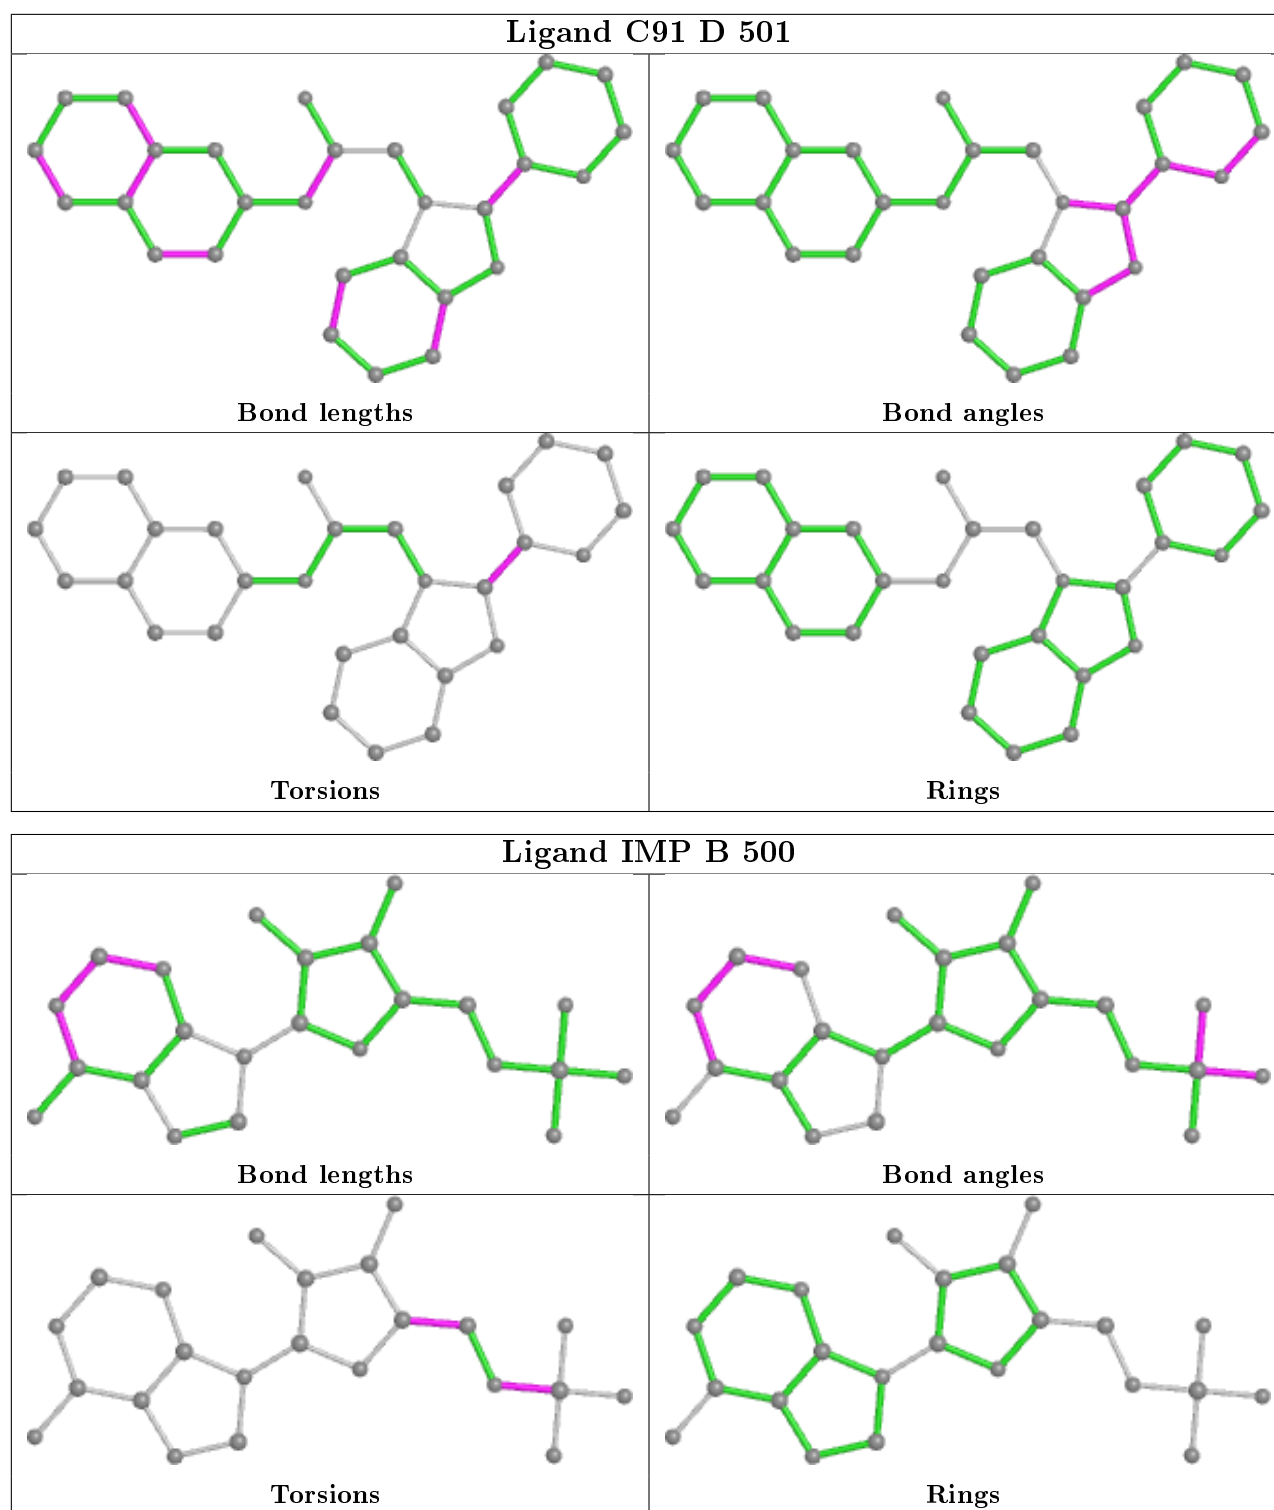 Ligand C91 D 501
Bond lengths
Bond angles
Torsions
Rings
Ligand IMP B 500
Bond lengths
Bond angles
Torsions
Rings